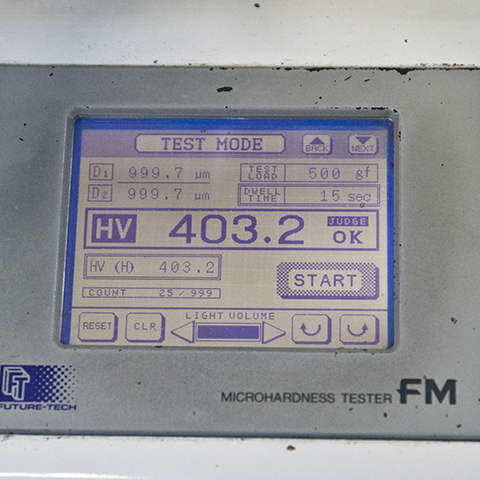 TEST MODE
BACK
NEXT
D1 999.7 µm
TEST LOAD 500 gf
D2 999.7 µm
DWELL TIME 15 sec
HV 403.2 JUDGE OK
HV (H) 403.2
START
COUNT 25 / 999
LIGHT VOLUME
RESET
CLR
FT
FUTURE-TECH
MICROHARDNESS TESTER FM